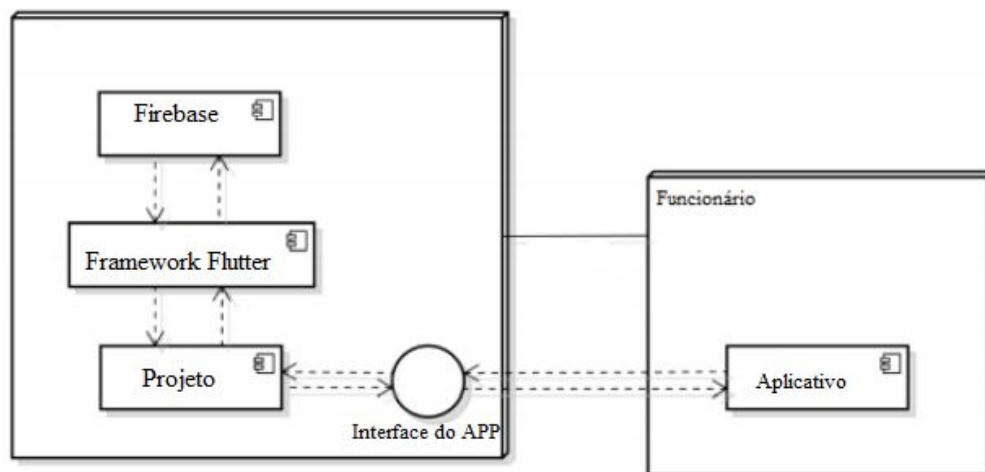 Firebase
Funcionário
Framework Flutter
Projeto
Aplicativo
Interface do APP